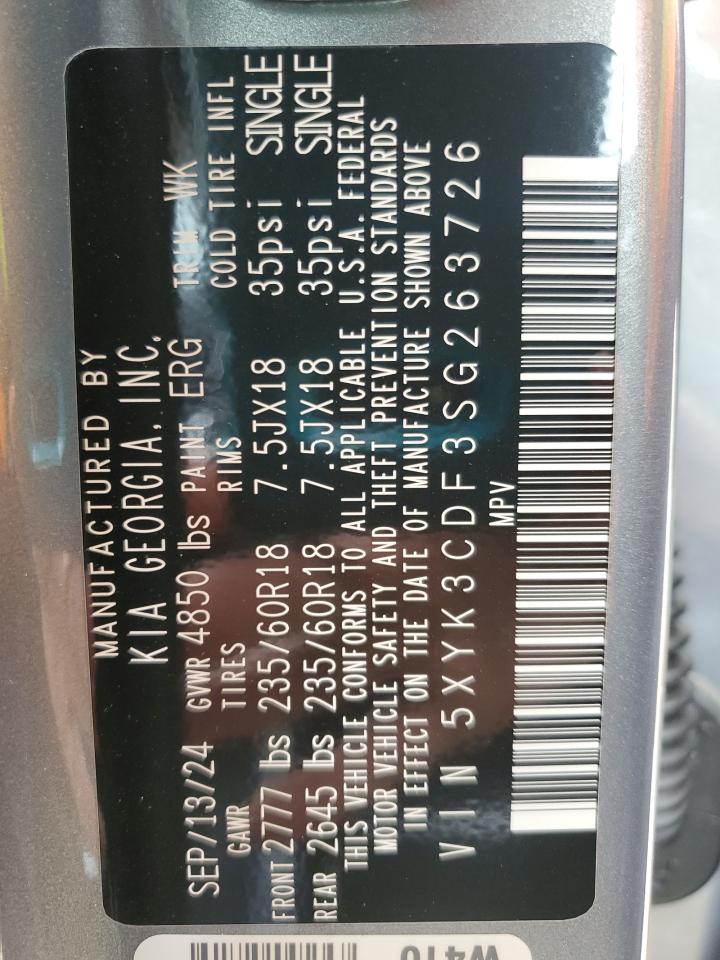 MANUFACTURED BY
KIA GEORGIA, INC.
SEP/13/24 GVWR 4850 lbs PAINT ERG TRIM WK
GAWR TIRES RIMS COLD TIRE INFL
FRONT 2777 lbs 235/60R18 7.5JX18 35psi SINGLE
REAR 2645 lbs 235/60R18 7.5JX18 35psi SINGLE
THIS VEHICLE CONFORMS TO ALL APPLICABLE U.S.A. FEDERAL
MOTOR VEHICLE SAFETY AND THEFT PREVENTION STANDARDS
IN EFFECT ON THE DATE OF MANUFACTURE SHOWN ABOVE
VIN 5XYK3CDF3SG263726
MPV